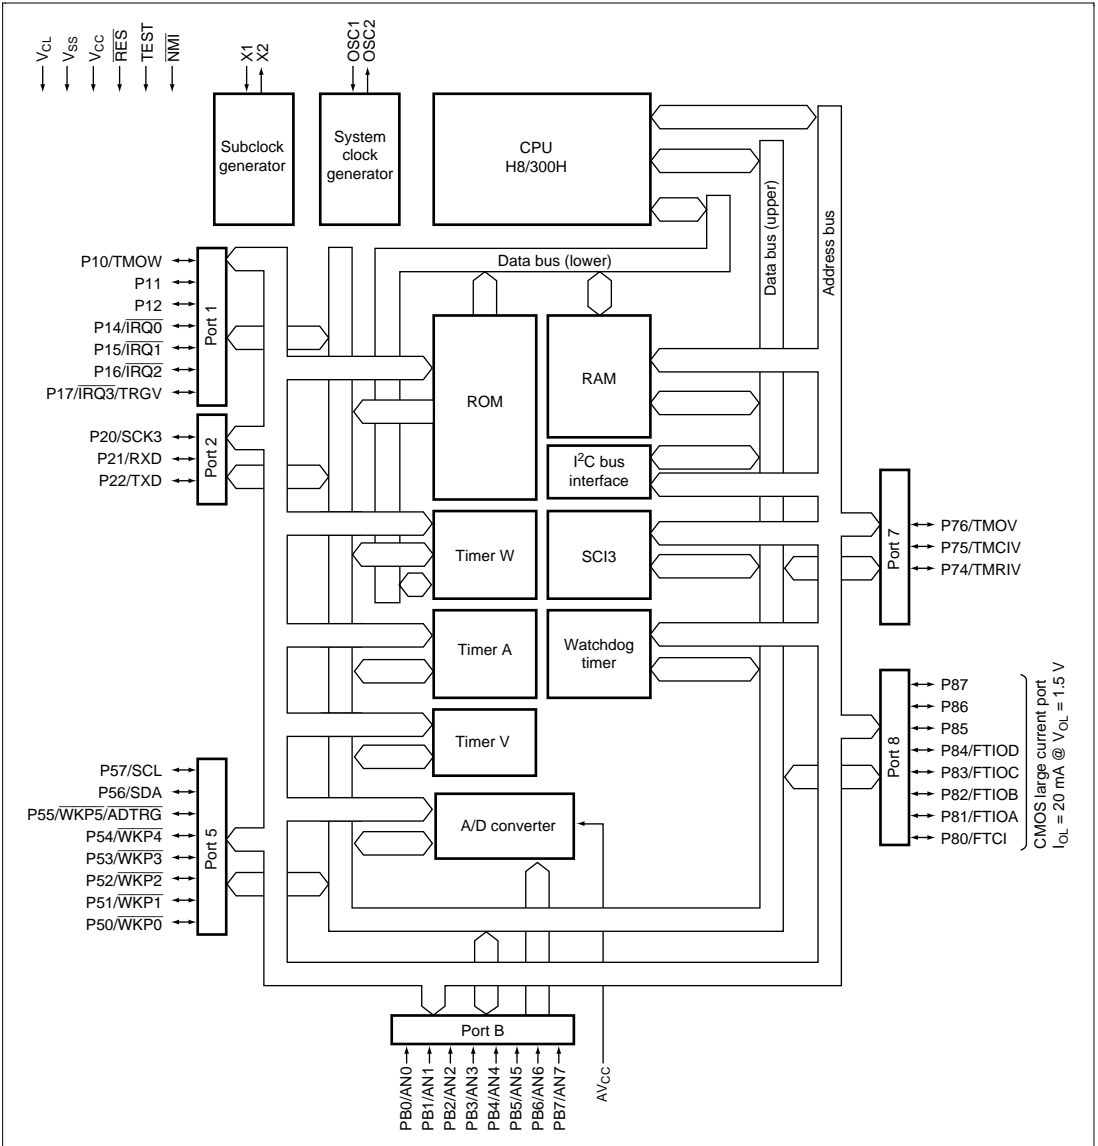 VCL
VSS
VCC
RES
TEST
NMI
X1
X2
OSC1
OSC2
Subclock
generator
System
clock
generator
CPU
H8/300H
Data bus (lower)
Data bus (upper)
Address bus
P10/TMOW
P11
P12
P14/IRQ0
P15/IRQ1
P16/IRQ2
P17/IRQ3/TRGV
Port 1
P20/SCK3
P21/RXD
P22/TXD
Port 2
ROM
RAM
I2C bus
interface
Timer W
SCI3
Timer A
Watchdog
timer
Timer V
A/D converter
Port 7
P76/TMOV
P75/TMCIV
P74/TMRIV
Port 8
P87
P86
P85
P84/FTIOD
P83/FTIOC
P82/FTIOB
P81/FTIOA
P80/FTCI
CMOS large current port
IOL = 20 mA @ VOL = 1.5 V
P57/SCL
P56/SDA
P55/WKP5/ADTRG
P54/WKP4
P53/WKP3
P52/WKP2
P51/WKP1
P50/WKP0
Port 5
Port B
PB0/AN0
PB1/AN1
PB2/AN2
PB3/AN3
PB4/AN4
PB5/AN5
PB6/AN6
PB7/AN7
AVCC